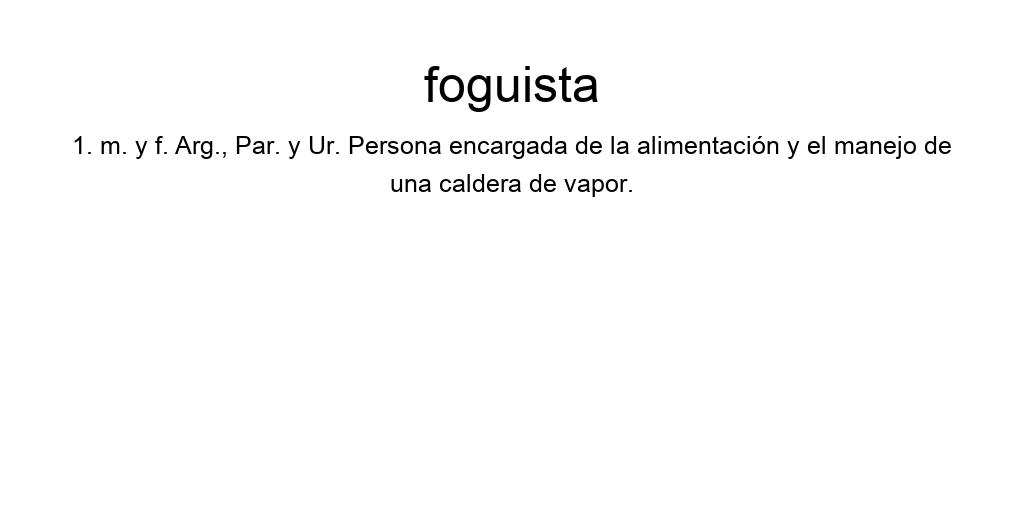 foguista
1. m. y f. Arg., Par. y Ur. Persona encargada de la alimentación y el manejo de
una caldera de vapor.